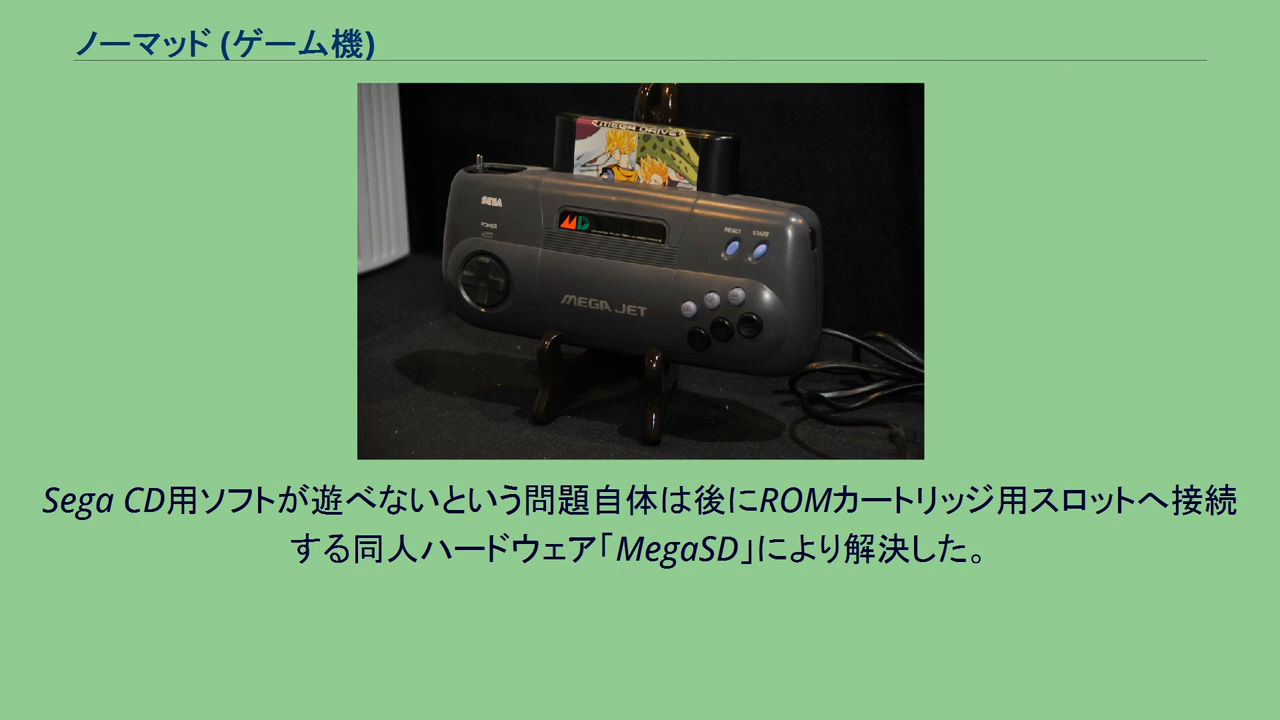 ノーマッド (ゲーム機)
MEGA DRIVE
SEGA
POWER
MD
RESET START
MEGA JET
Sega CD用ソフトが遊べないという問題自体は後にROMカートリッジ用スロットへ接続
する同人ハードウェア「MegaSD」により解決した。